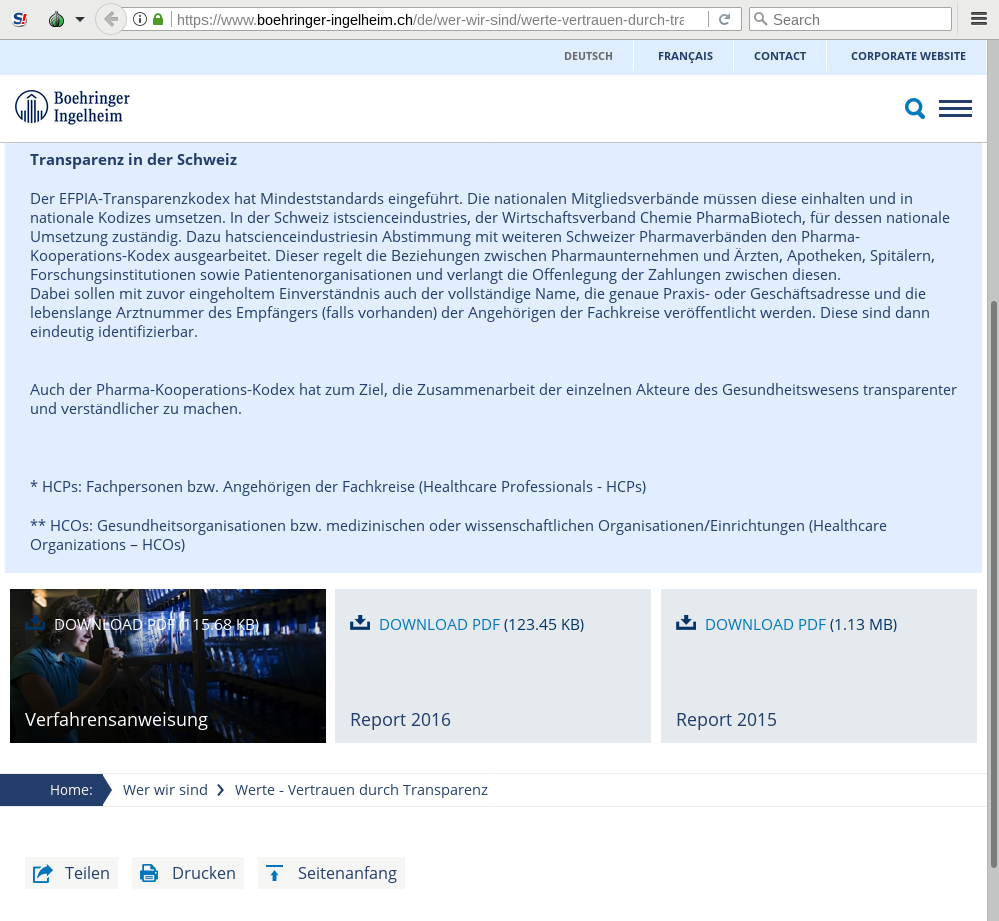 S!
https://www.boehringer-ingelheim.ch/de/wer-wir-sind/werte-vertrauen-durch-tra
Search
DEUTSCH
FRANÇAIS
CONTACT
CORPORATE WEBSITE
Boehringer
Ingelheim
Transparenz in der Schweiz
Der EFPIA-Transparenzkodex hat Mindeststandards eingeführt. Die nationalen Mitgliedsverbände müssen diese einhalten und in
nationale Kodizes umsetzen. In der Schweiz istscienceindustries, der Wirtschaftsverband Chemie PharmaBiotech, für dessen nationale
Umsetzung zuständig. Dazu hatscienceindustriesin Abstimmung mit weiteren Schweizer Pharmaverbänden den Pharma-
Kooperations-Kodex ausgearbeitet. Dieser regelt die Beziehungen zwischen Pharmaunternehmen und Ärzten, Apotheken, Spitälern,
Forschungsinstitutionen sowie Patientenorganisationen und verlangt die Offenlegung der Zahlungen zwischen diesen.
Dabei sollen mit zuvor eingeholtem Einverständnis auch der vollständige Name, die genaue Praxis- oder Geschäftsadresse und die
lebenslange Arztnummer des Empfängers (falls vorhanden) der Angehörigen der Fachkreise veröffentlicht werden. Diese sind dann
eindeutig identifizierbar.
Auch der Pharma-Kooperations-Kodex hat zum Ziel, die Zusammenarbeit der einzelnen Akteure des Gesundheitswesens transparenter
und verständlicher zu machen.
* HCPs: Fachpersonen bzw. Angehörigen der Fachkreise (Healthcare Professionals - HCPs)
** HCOs: Gesundheitsorganisationen bzw. medizinischen oder wissenschaftlichen Organisationen/Einrichtungen (Healthcare
Organizations – HCOs)
DOWNLOAD PDF (115.68 KB)
Verfahrensanweisung
DOWNLOAD PDF (123.45 KB)
Report 2016
DOWNLOAD PDF (1.13 MB)
Report 2015
Home:
Wer wir sind
Werte - Vertrauen durch Transparenz
Teilen
Drucken
Seitenanfang